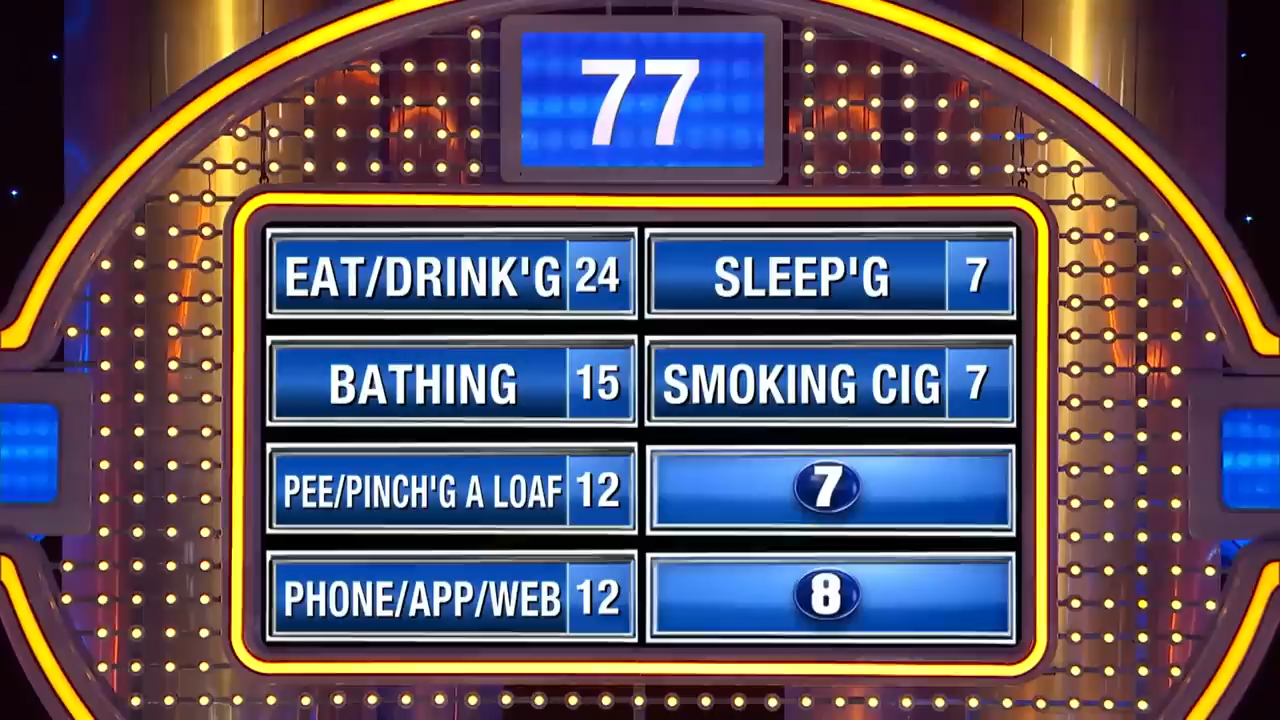 77
EAT/DRINK'G 24
SLEEP'G 7
BATHING 15
SMOKING CIG 7
PEE/PINCH'G A LOAF 12
7
PHONE/APP/WEB 12
8